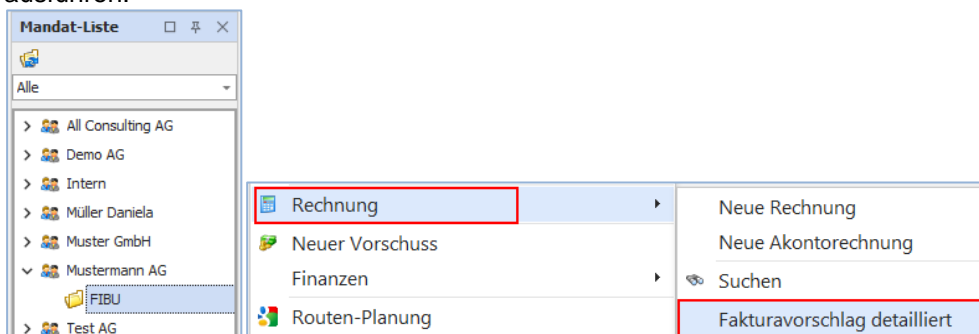 ausführen.
Mandat-Liste
Alle
All Consulting AG
Demo AG
Intern
Müller Daniela
Muster GmbH
Mustermann AG
FIBU
Test AG
Rechnung
Neuer Vorschuss
Finanzen
Routen-Planung
Neue Rechnung
Neue Akontorechnung
Suchen
Fakturavorschlag detailliert